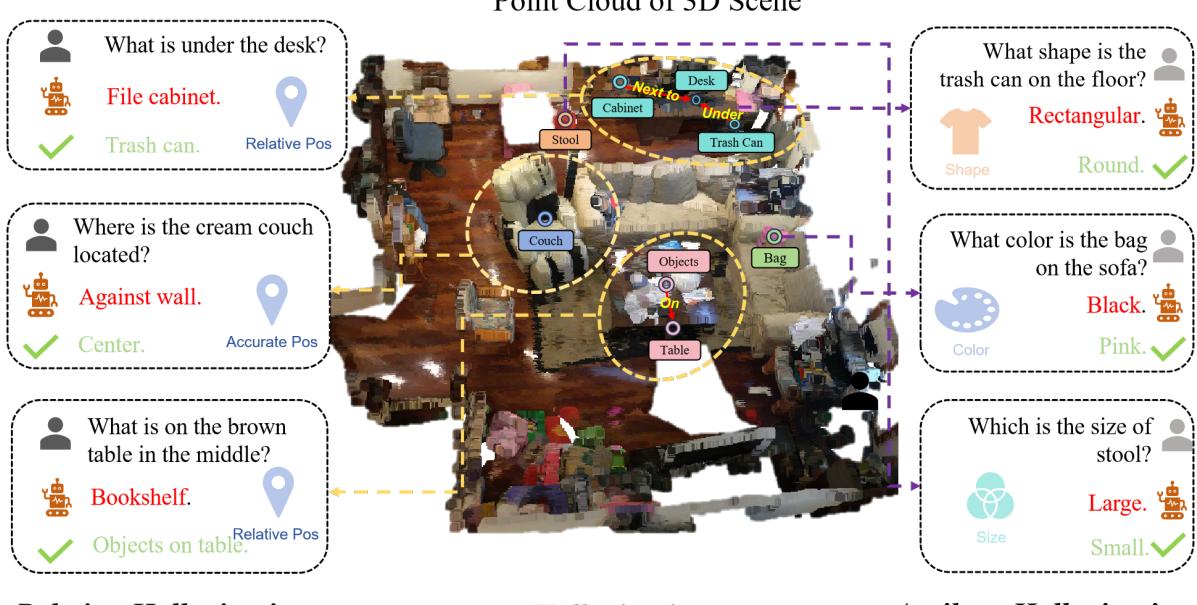 Point Cloud of 3D Scene
What is under the desk?
File cabinet.
Trash can.
Relative Pos
Where is the cream couch
located?
Against wall.
Center.
Accurate Pos
What is on the brown
table in the middle?
Bookshelf.
Objects on table.
Relative Pos
Desk
Next to
Cabinet
Under
Trash Can
Stool
Couch
Bag
Objects
On
Table
What shape is the
trash can on the floor?
Rectangular.
Shape
Round.
What color is the bag
on the sofa?
Black.
Color
Pink.
Which is the size of
stool?
Large.
Size
Small.